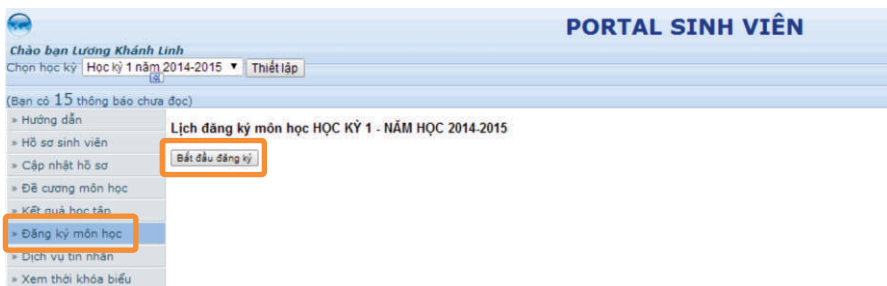 PORTAL SINH VIÊN
Chào bạn Lương Khánh Linh
Chọn học kỳ Học kỳ 1 năm 2014-2015 Thiết lập
(Bạn có 15 thông báo chưa đọc)
» Hướng dẫn
» Hồ sơ sinh viên
» Cập nhật hồ sơ
» Đề cương môn học
» Kết quả học tập
» Đăng ký môn học
» Dịch vụ tin nhắn
» Xem thời khóa biểu
Lịch đăng ký môn học HỌC KỲ 1 - NĂM HỌC 2014-2015
Bắt đầu đăng ký